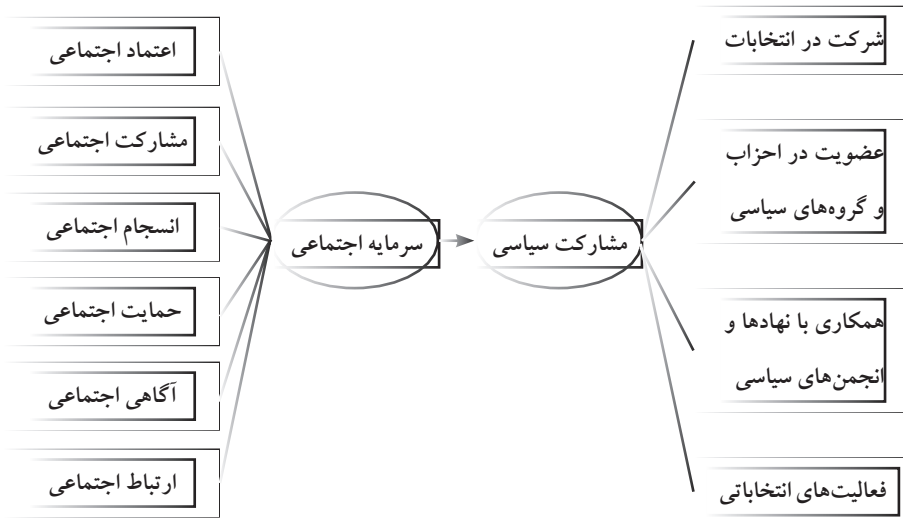 اعتماد اجتماعی
مشارکت اجتماعی
انسجام اجتماعی
حمایت اجتماعی
آگاهی اجتماعی
ارتباط اجتماعی
سرمایه اجتماعی
مشارکت سیاسی
شرکت در انتخابات
عضویت در احزاب
و گروه‌های سیاسی
همکاری با نهادها و
انجمن‌های سیاسی
فعالیت‌های انتخاباتی